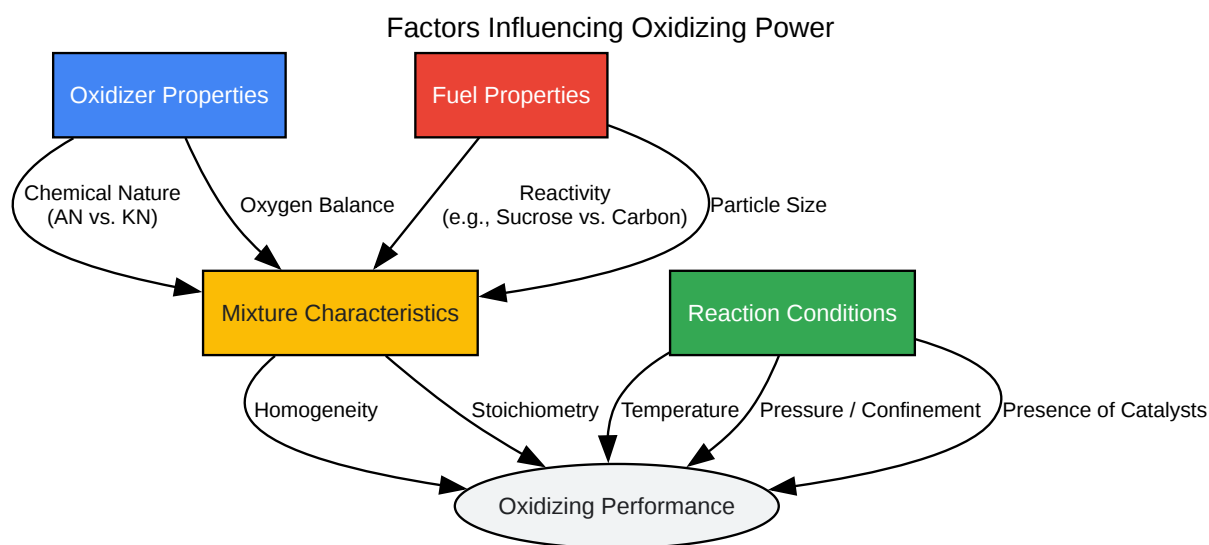 Factors Influencing Oxidizing Power
Oxidizer Properties
Fuel Properties
Chemical Nature
(AN vs. KN)
Oxygen Balance
Reactivity
(e.g., Sucrose vs. Carbon)
Particle Size
Mixture Characteristics
Reaction Conditions
Homogeneity
Stoichiometry
Temperature
Pressure / Confinement
Presence of Catalysts
Oxidizing Performance